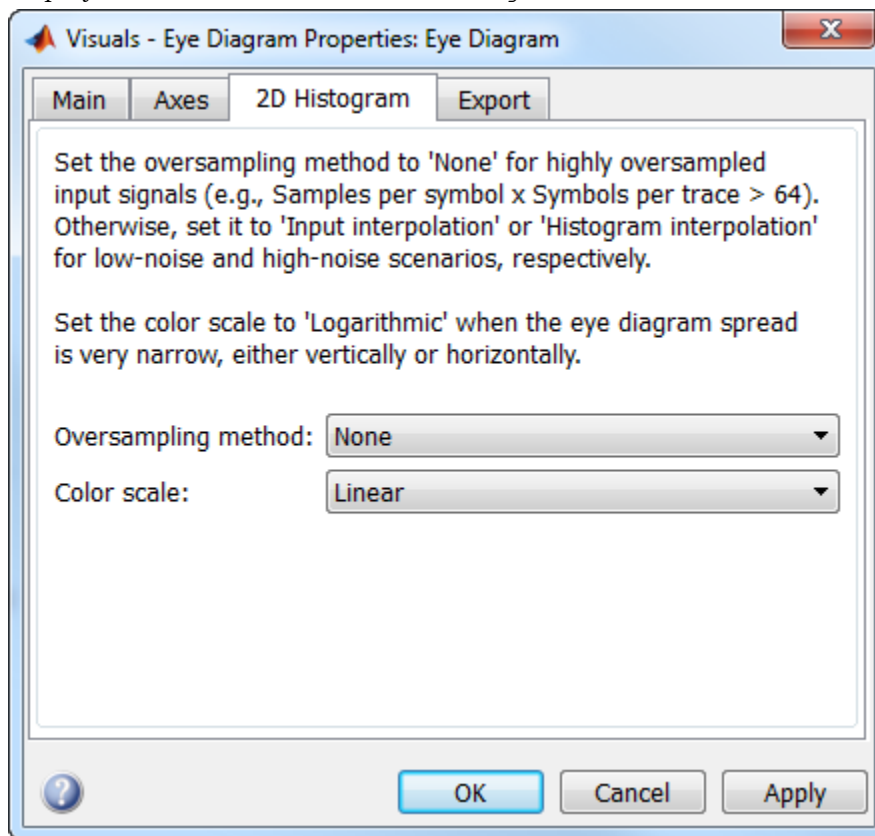 Visuals - Eye Diagram Properties: Eye Diagram
Main Axes 2D Histogram Export
Set the oversampling method to 'None' for highly oversampled
input signals (e.g., Samples per symbol x Symbols per trace > 64).
Otherwise, set it to 'Input interpolation' or 'Histogram interpolation'
for low-noise and high-noise scenarios, respectively.
Set the color scale to 'Logarithmic' when the eye diagram spread
is very narrow, either vertically or horizontally.
Oversampling method: None
Color scale: Linear
OK Cancel Apply